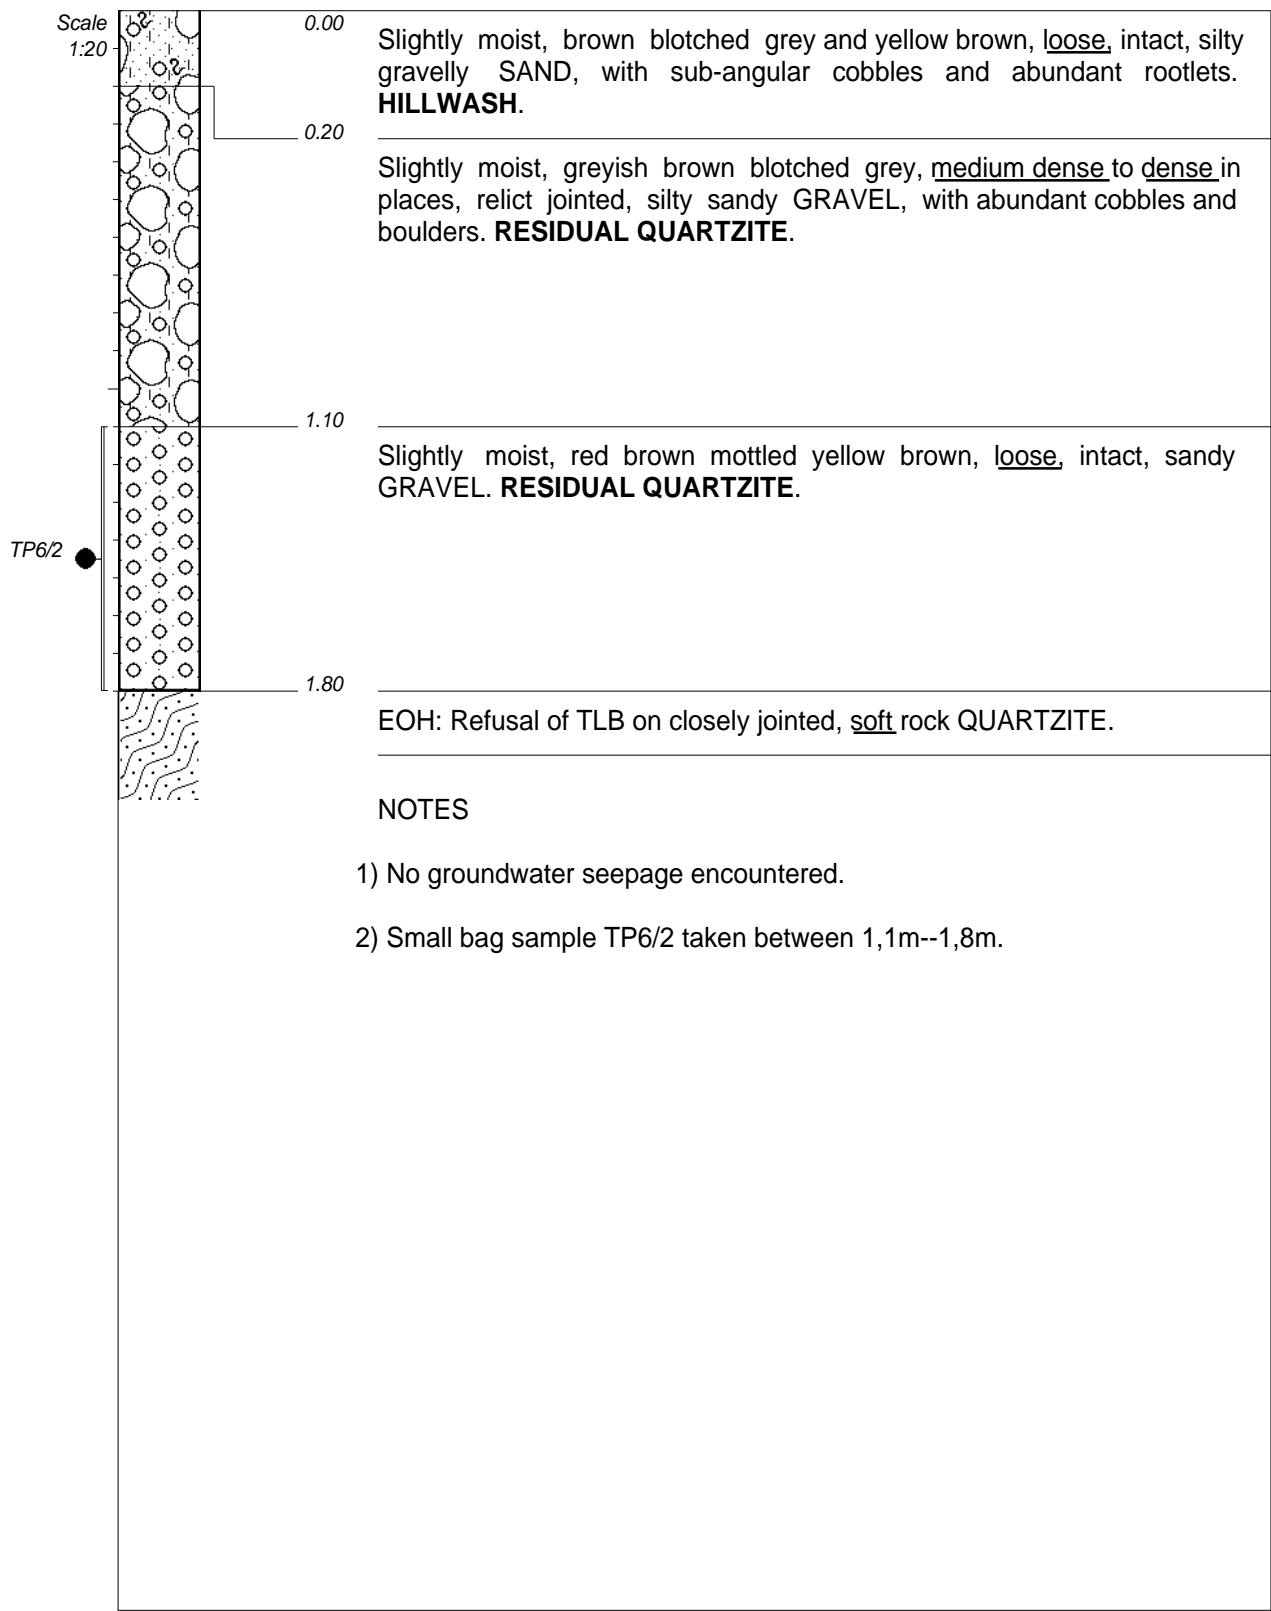 Scale
1:20
0.00
Slightly moist, brown blotched grey and yellow brown, loose, intact, silty
gravelly SAND, with sub-angular cobbles and abundant rootlets.
HILLWASH.
0.20
Slightly moist, greyish brown blotched grey, medium dense to dense in
places, relict jointed, silty sandy GRAVEL, with abundant cobbles and
boulders. RESIDUAL QUARTZITE.
1.10
Slightly moist, red brown mottled yellow brown, loose, intact, sandy
GRAVEL. RESIDUAL QUARTZITE.
TP6/2
1.80
EOH: Refusal of TLB on closely jointed, soft rock QUARTZITE.
NOTES
1) No groundwater seepage encountered.
2) Small bag sample TP6/2 taken between 1,1m--1,8m.